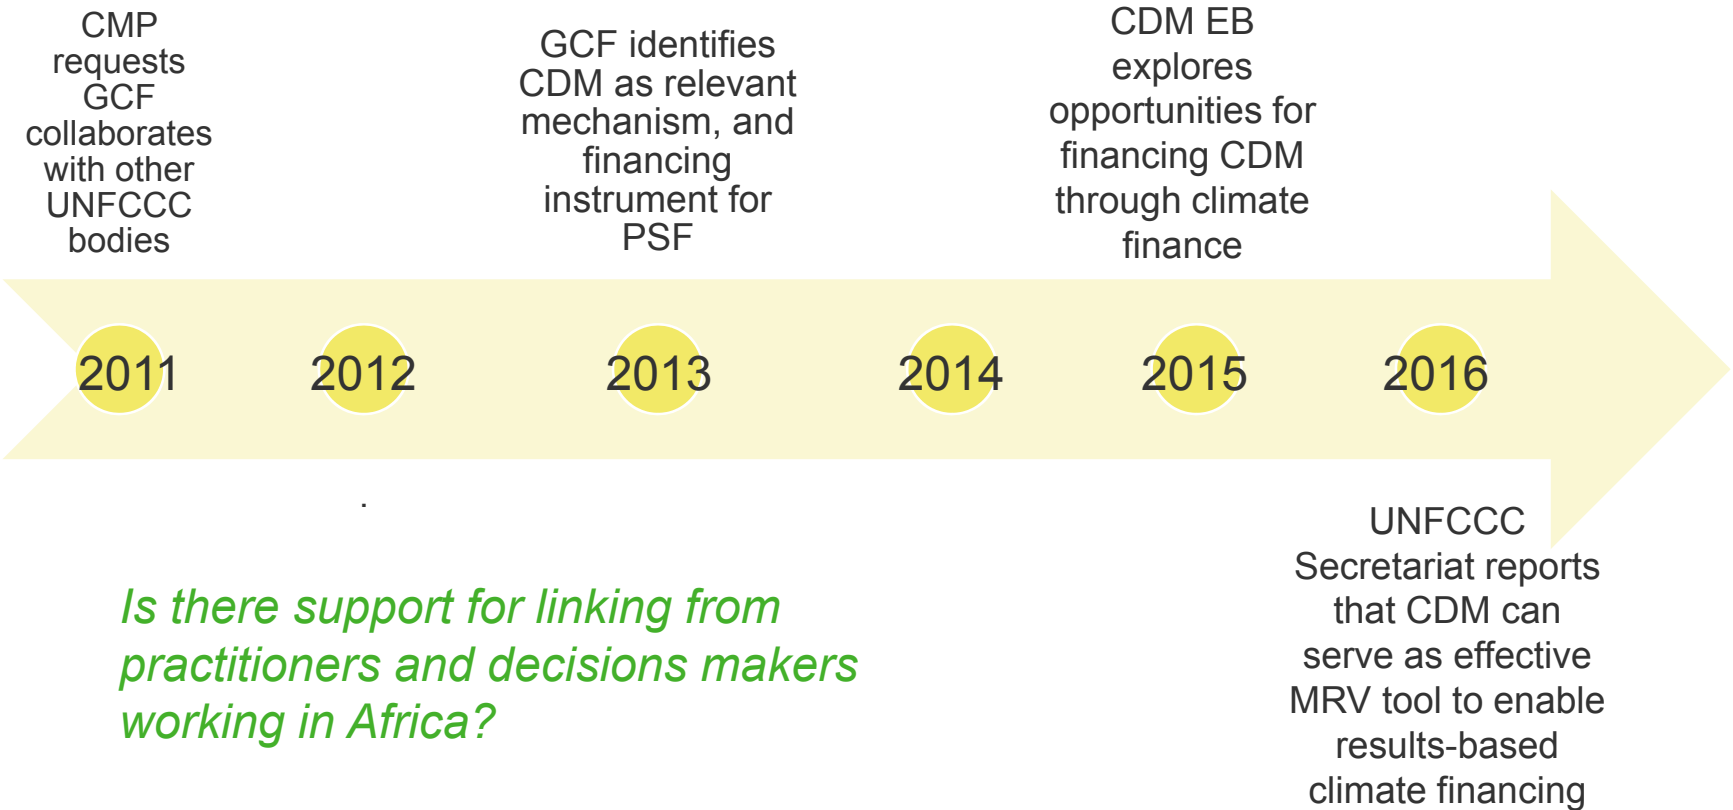 CMP
requests
GCF
collaborates
with other
UNFCCC
bodies
GCF identifies
CDM as relevant
mechanism, and
financing
instrument for
PSF
CDM EB
explores
opportunities for
financing CDM
through climate
finance
2011
2012
2013
2014
2015
2016
.
Is there support for linking from
practitioners and decisions makers
working in Africa?
UNFCCC
Secretariat reports
that CDM can
serve as effective
MRV tool to enable
results-based
climate financing